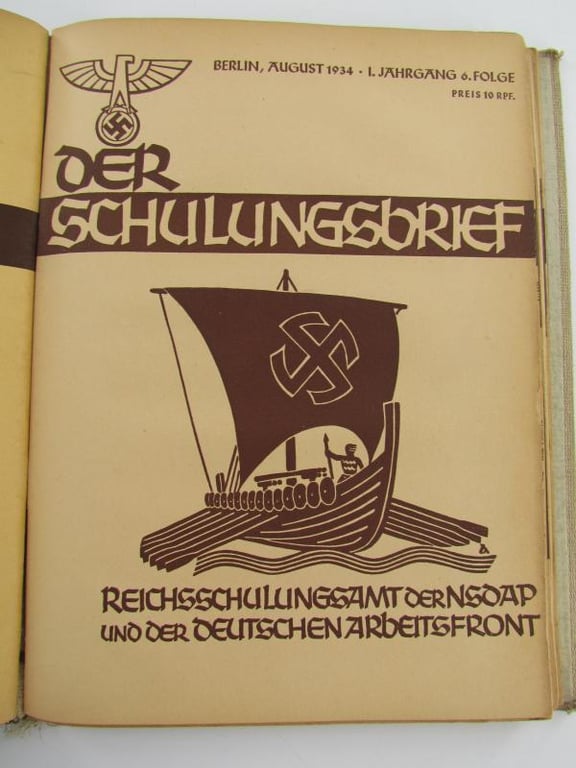 BERLIN, AUGUST 1934 · I. JAHRGANG 6. FOLGE
PREIS 10 RPF.
DER
SCHULUNGSBRIEF
REICHSSCHULUNGSAMT DER NSDAP
UND DER DEUTSCHEN ARBEITSFRONT